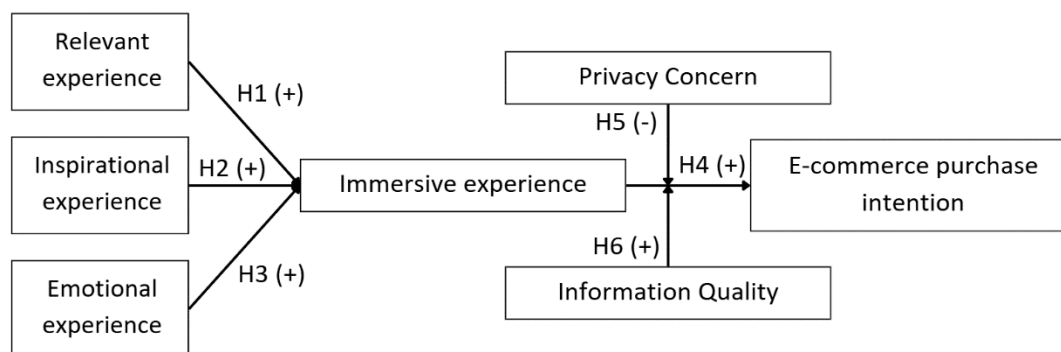 Relevant
experience
H1 (+)
Inspirational
experience
H2 (+)
Emotional
experience
H3 (+)
Immersive experience
Privacy Concern
H5 (-)
H4 (+)
H6 (+)
Information Quality
E-commerce purchase
intention